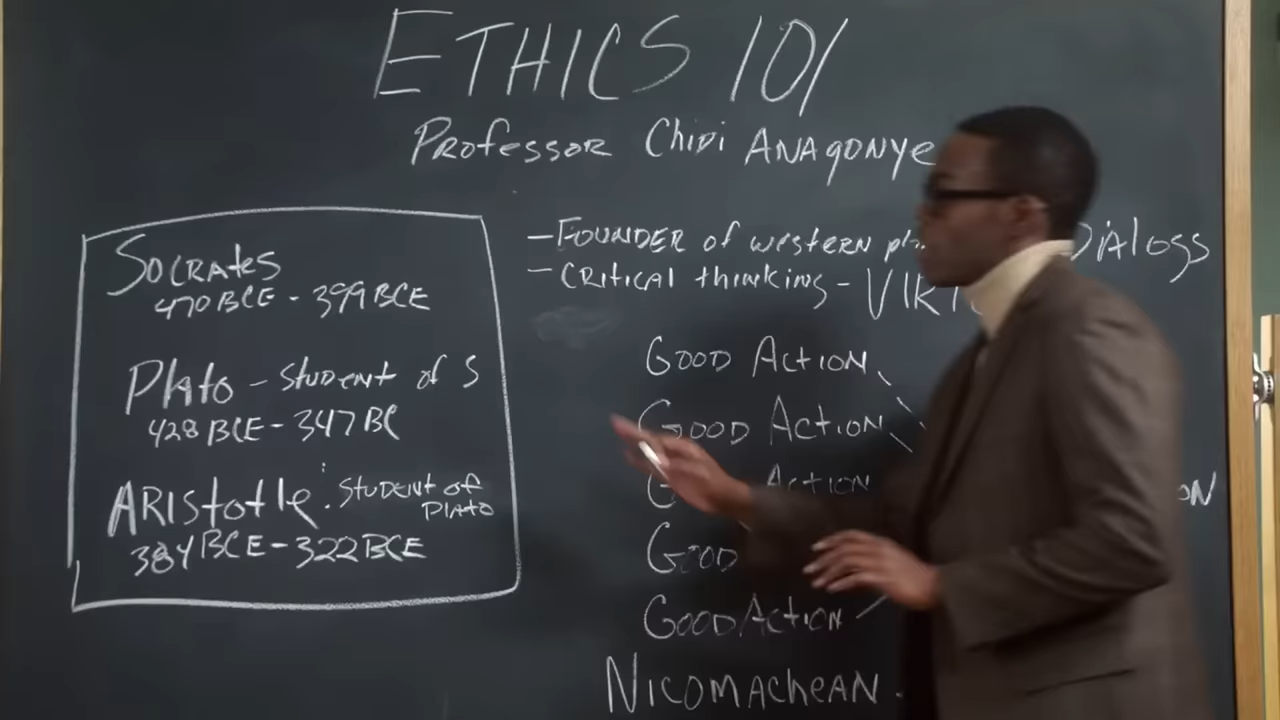 ETHICS 101
Professor Chidi Anagonye
Socrates
470 BCE - 399 BCE
Plato - Student of S
428 BCE - 347 BC
Aristotle: Student of
Plato
384 BCE - 322 BCE
- Founder of western
Dialogs
- Critical thinking -
Good Action
Good Action
Action
Good
Good Action
Nicomachean